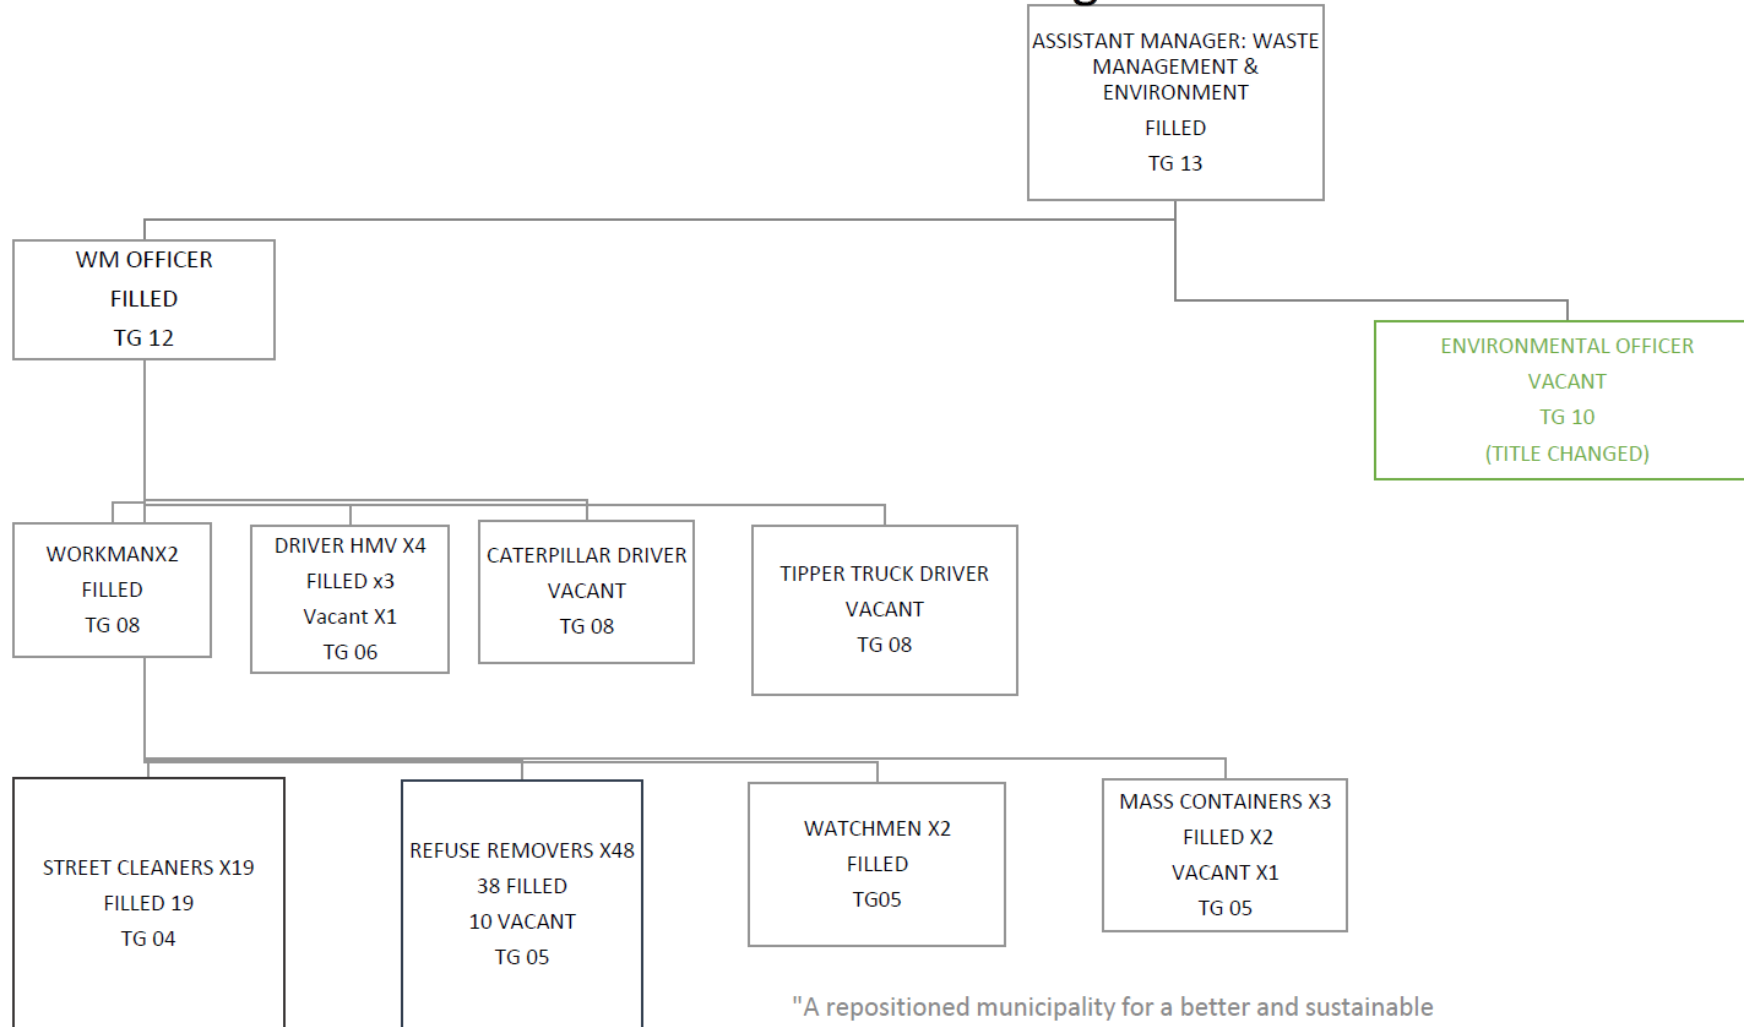 ASSISTANT MANAGER: WASTE
MANAGEMENT &
ENVIRONMENT
FILLED
TG 13
WM OFFICER
FILLED
TG 12
ENVIRONMENTAL OFFICER
VACANT
TG 10
(TITLE CHANGED)
WORKMANX2
FILLED
TG 08
DRIVER HMV X4
FILLED x3
Vacant X1
TG 06
CATERPILLAR DRIVER
VACANT
TG 08
TIPPER TRUCK DRIVER
VACANT
TG 08
STREET CLEANERS X19
FILLED 19
TG 04
REFUSE REMOVERS X48
38 FILLED
10 VACANT
TG 05
WATCHMEN X2
FILLED
TG05
MASS CONTAINERS X3
FILLED X2
VACANT X1
TG 05
"A repositioned municipality for a better and sustainable